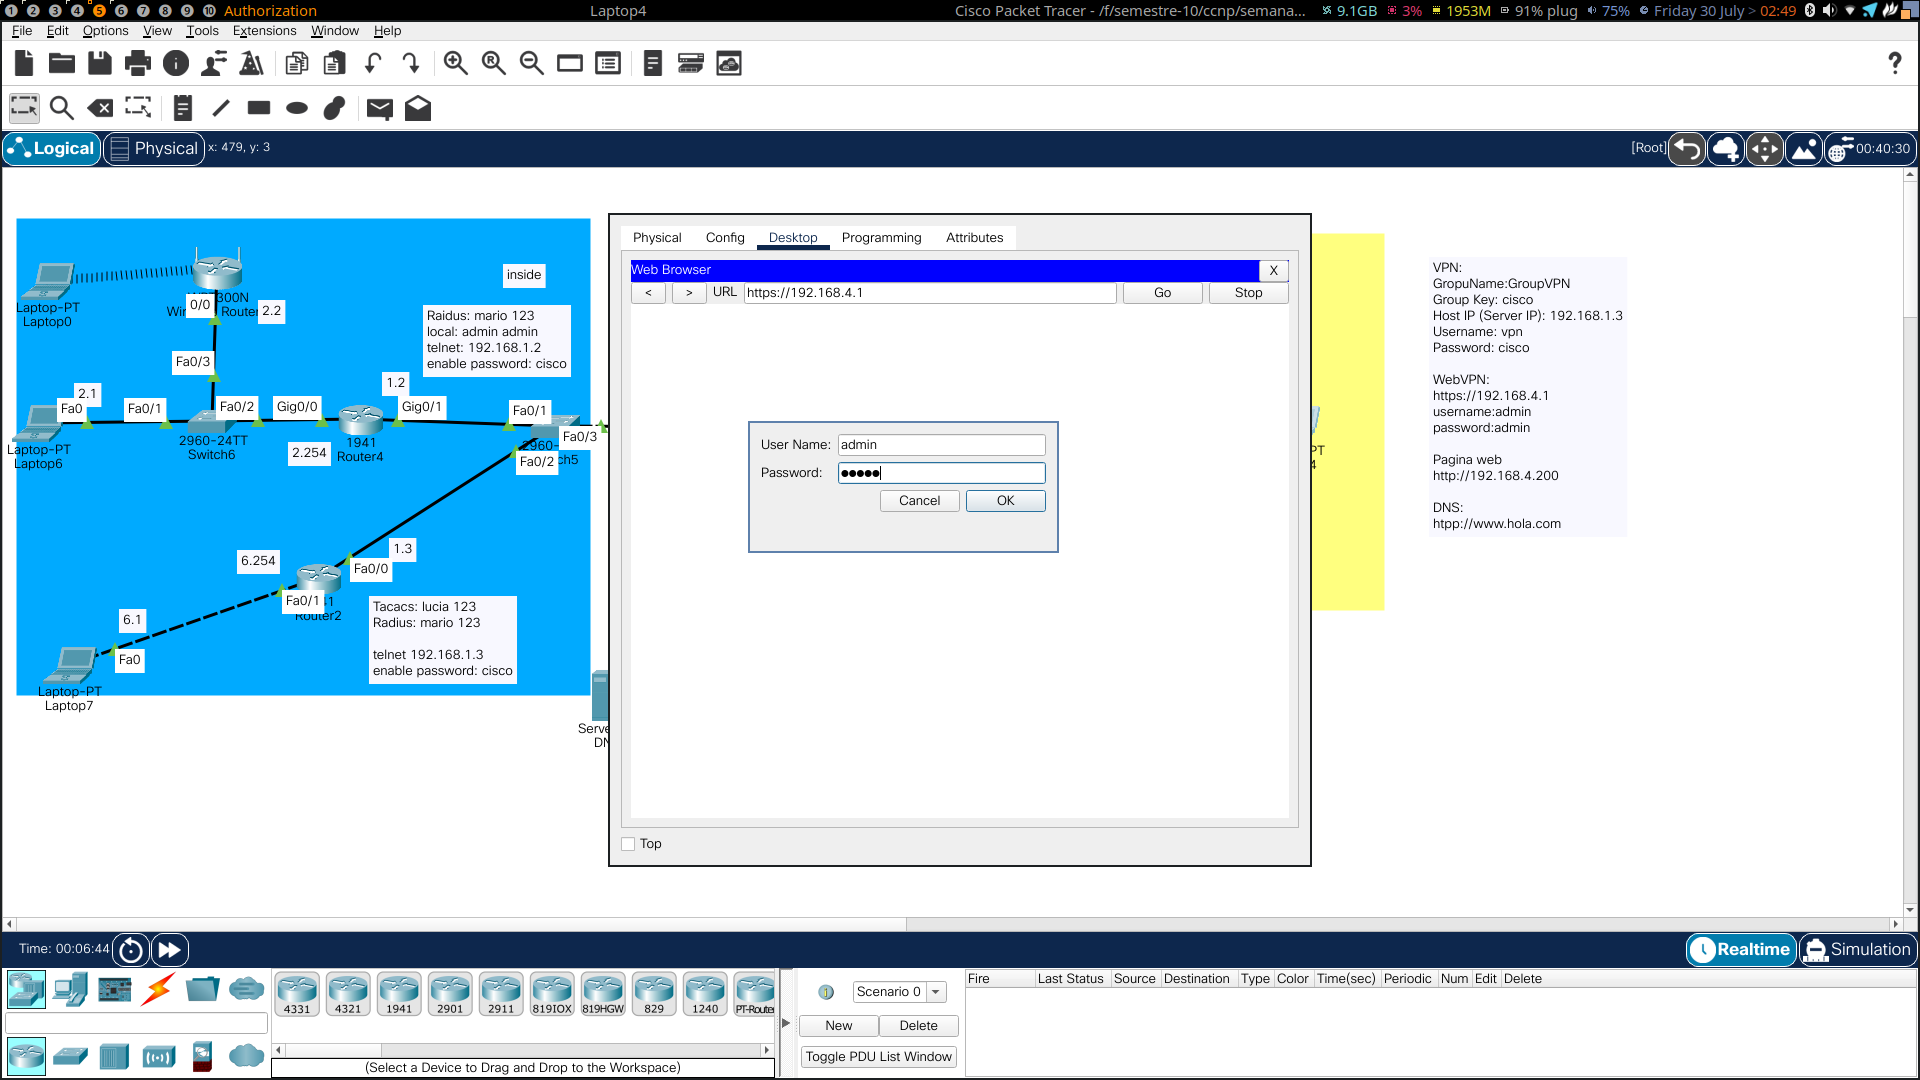 1 2 3 4 5 6 7 8 9 10 Authorization
Laptop4
Cisco Packet Tracer - /f/semestre-10/ccnp/semana... 9.1GB 3% 1953M 91% plug 75% Friday 30 July > 02:49
File Edit Options View Tools Extensions Window Help
?
Logical Physical x: 479, y: 3
[Root] 00:40:30
Physical Config Desktop Programming Attributes
Web Browser X
< > URL https://192.168.4.1 Go Stop
User Name: admin
Password: ●●●●●
Cancel OK
Top
inside
Laptop-PT
Laptop0
300N
Router
0/0
2.2
Fa0/3
Raidus: mario 123
local: admin admin
telnet: 192.168.1.2
enable password: cisco
2.1
Fa0
Laptop-PT
Laptop6
Fa0/1
Fa0/2
2960-24TT
Switch6
Gig0/0
2.254
1941
Router4
1.2
Gig0/1
Fa0/1
Fa0/3
Fa0/2
6.254
1.3
Fa0/0
Fa0/1
Router2
6.1
Fa0
Laptop-PT
Laptop7
Tacacs: lucia 123
Radius: mario 123
telnet 192.168.1.3
enable password: cisco
VPN:
GropuName:GroupVPN
Group Key: cisco
Host IP (Server IP): 192.168.1.3
Username: vpn
Password: cisco
WebVPN:
https://192.168.4.1
username:admin
password:admin
Pagina web
http://192.168.4.200
DNS:
htpp://www.hola.com
Time: 00:06:44
Realtime Simulation
4331 4321 1941 2901 2911 819IOX 819HGW 829 1240 PT-Router
(Select a Device to Drag and Drop to the Workspace)
Scenario 0
New Delete
Toggle PDU List Window
Fire Last Status Source Destination Type Color Time(sec) Periodic Num Edit Delete